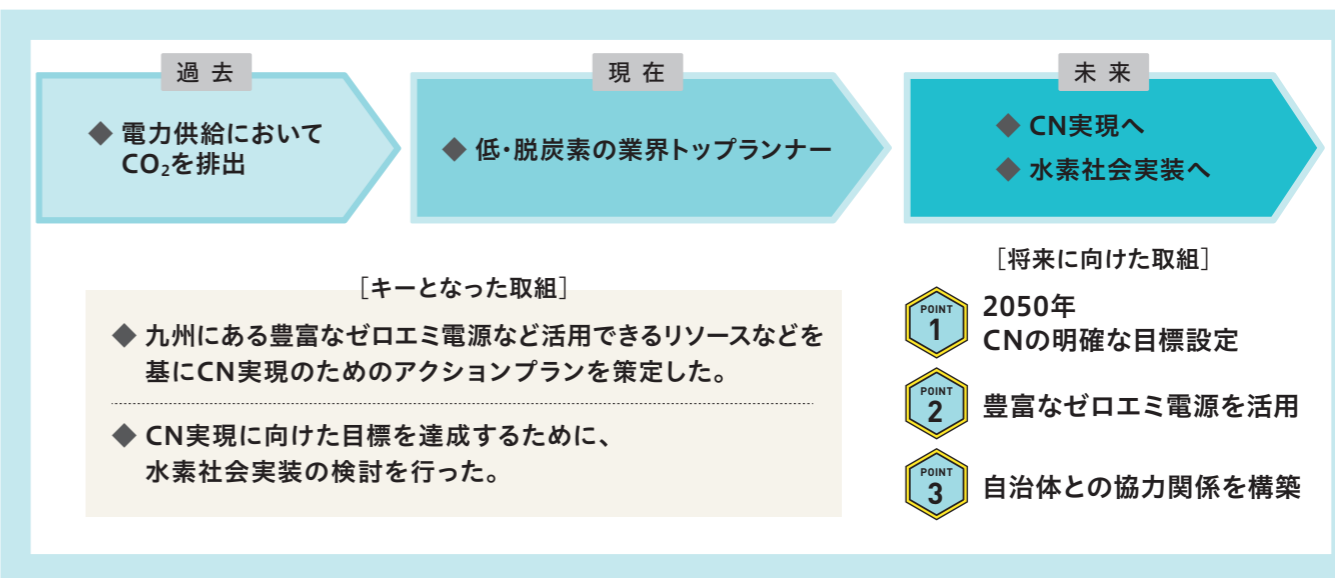 過去
◆ 電力供給において
CO₂を排出
現在
◆ 低・脱炭素の業界トップランナー
未来
◆ CN実現へ
◆ 水素社会実装へ
［キーとなった取組］
◆ 九州にある豊富なゼロエミ電源など活用できるリソースなどを
基にCN実現のためのアクションプランを策定した。
◆ CN実現に向けた目標を達成するために、
水素社会実装の検討を行った。
［将来に向けた取組］
POINT
1
2050年
CNの明確な目標設定
POINT
2
豊富なゼロエミ電源を活用
POINT
3
自治体との協力関係を構築